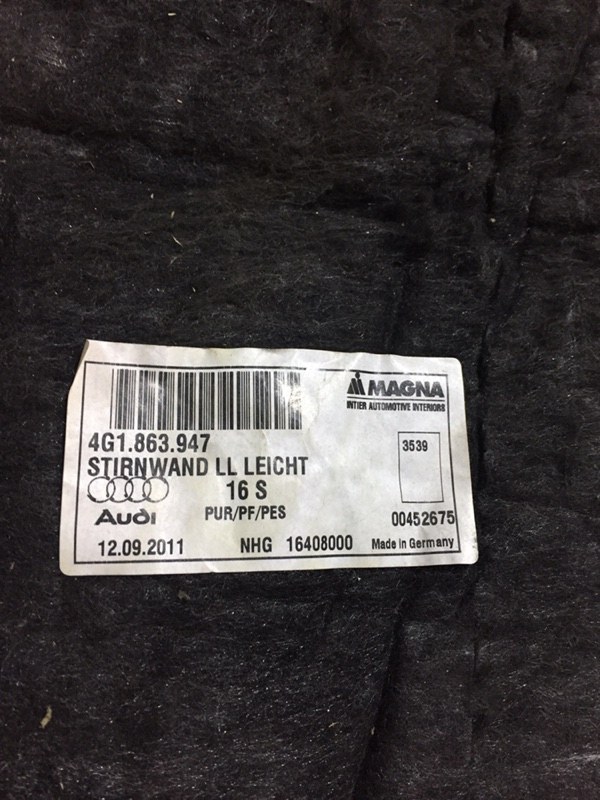 MAGNA
INTIER AUTOMOTIVE INTERIORS
4G1.863.947
3539
STIRNWAND LL LEICHT
16 S
Audi
PUR/PF/PES
00452675
12.09.2011
NHG 16408000
Made in Germany